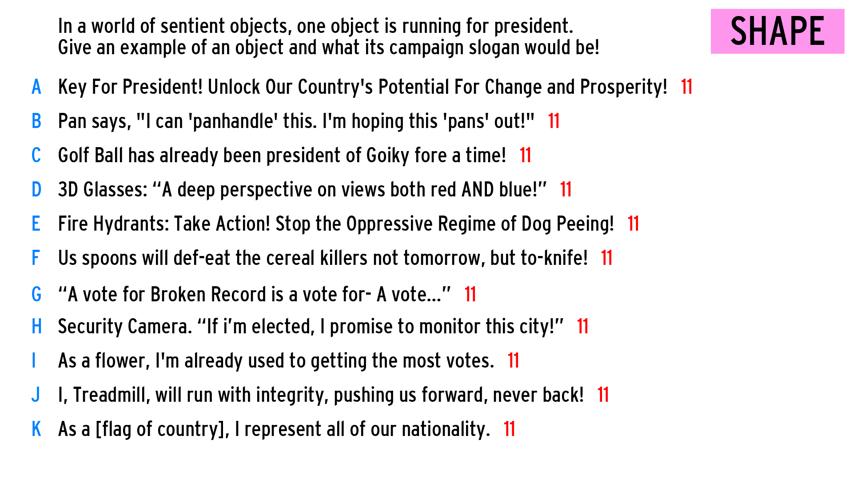 In a world of sentient objects, one object is running for president.
Give an example of an object and what its campaign slogan would be!
SHAPE
A Key For President! Unlock Our Country's Potential For Change and Prosperity! 11
B Pan says, "I can 'panhandle' this. I'm hoping this 'pans' out!" 11
C Golf Ball has already been president of Goiky fore a time! 11
D 3D Glasses: “A deep perspective on views both red AND blue!” 11
E Fire Hydrants: Take Action! Stop the Oppressive Regime of Dog Peeing! 11
F Us spoons will def-eat the cereal killers not tomorrow, but to-knife! 11
G “A vote for Broken Record is a vote for- A vote...” 11
H Security Camera. “If i’m elected, I promise to monitor this city!” 11
I As a flower, I'm already used to getting the most votes. 11
J I, Treadmill, will run with integrity, pushing us forward, never back! 11
K As a [flag of country], I represent all of our nationality. 11